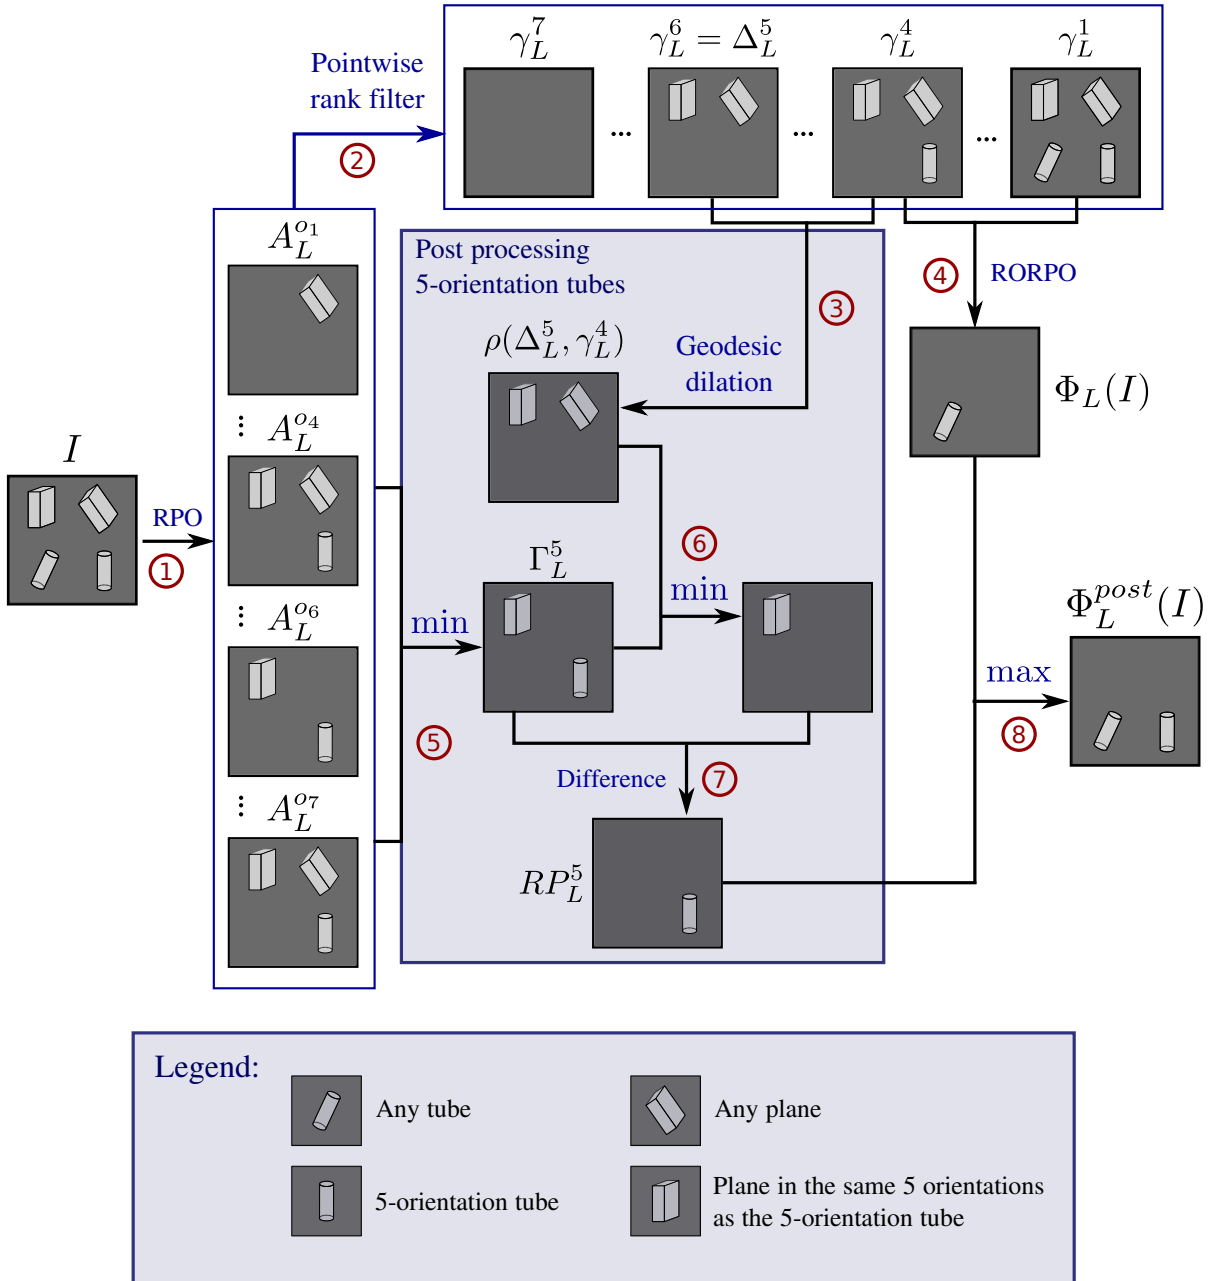 γ_L^7
γ_L^6 = Δ_L^5
γ_L^4
γ_L^1
Pointwise
rank filter
...
...
...
②
A_L^{o_1}
Post processing
5-orientation tubes
④
RORPO
③
ρ(Δ_L^5, γ_L^4)
Geodesic
dilation
Φ_L(I)
⋮ A_L^{o_4}
I
RPO
①
Γ_L^5
⑥
min
min
⋮ A_L^{o_6}
Φ_L^{post}(I)
max
⑤
⑧
Difference
⑦
⋮ A_L^{o_7}
RP_L^5
Legend:
Any tube
Any plane
5-orientation tube
Plane in the same 5 orientations
as the 5-orientation tube